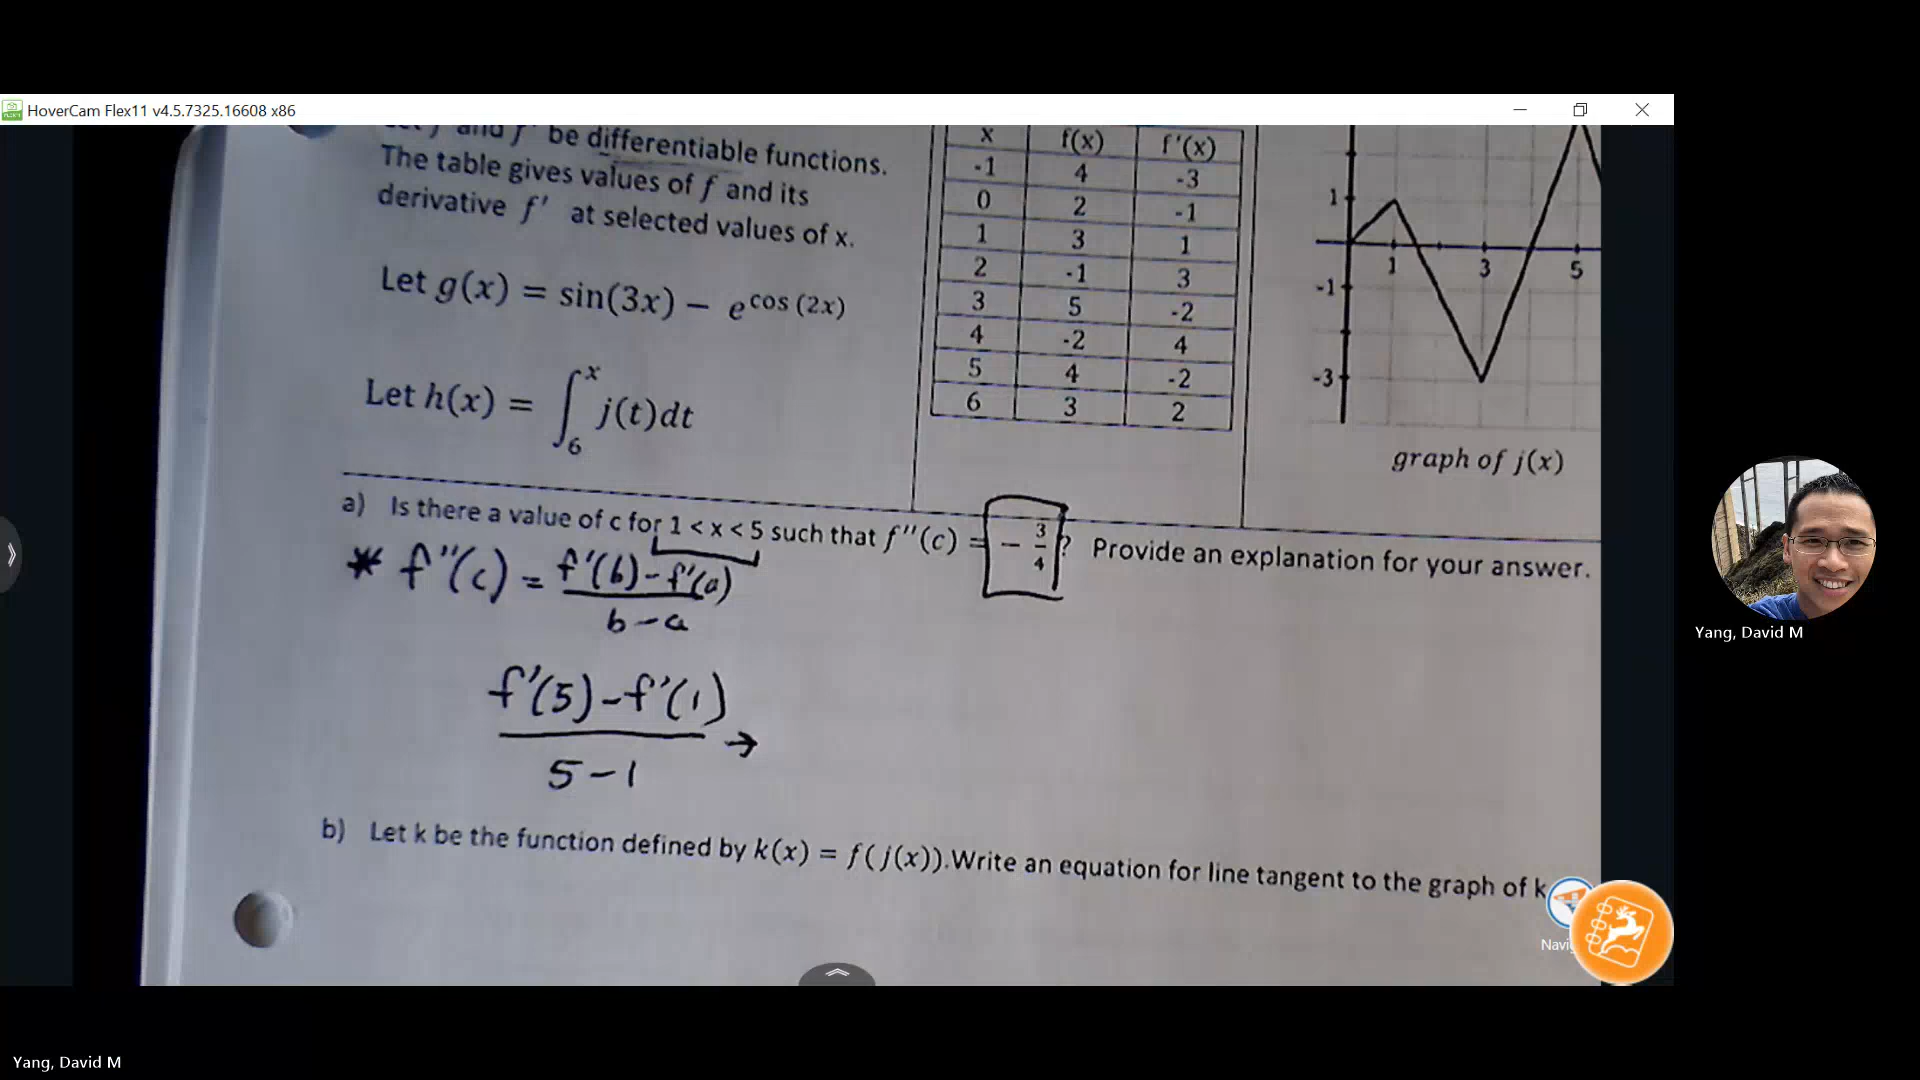 HoverCam Flex11 v4.5.7325.16608 x86
and f' be differentiable functions.
The table gives values of f and its
derivative f' at selected values of x.
Let g(x) = sin(3x) − e^cos (2x)
Let h(x) = ∫_6^x j(t)dt
x f(x) f'(x)
-1 4 -3
0 2 -1
1 3 1
2 -1 3
3 5 -2
4 -2 4
5 4 -2
6 3 2
1
-1
-3
1 3 5
graph of j(x)
a) Is there a value of c for 1 < x < 5 such that f''(c) = − 3/4 ? Provide an explanation for your answer.
* f''(c) = f'(b)-f'(a)
b-a
f'(5)-f'(1)
→
5-1
b) Let k be the function defined by k(x) = f( j(x)).Write an equation for line tangent to the graph of k
Navi
Yang, David M
Yang, David M